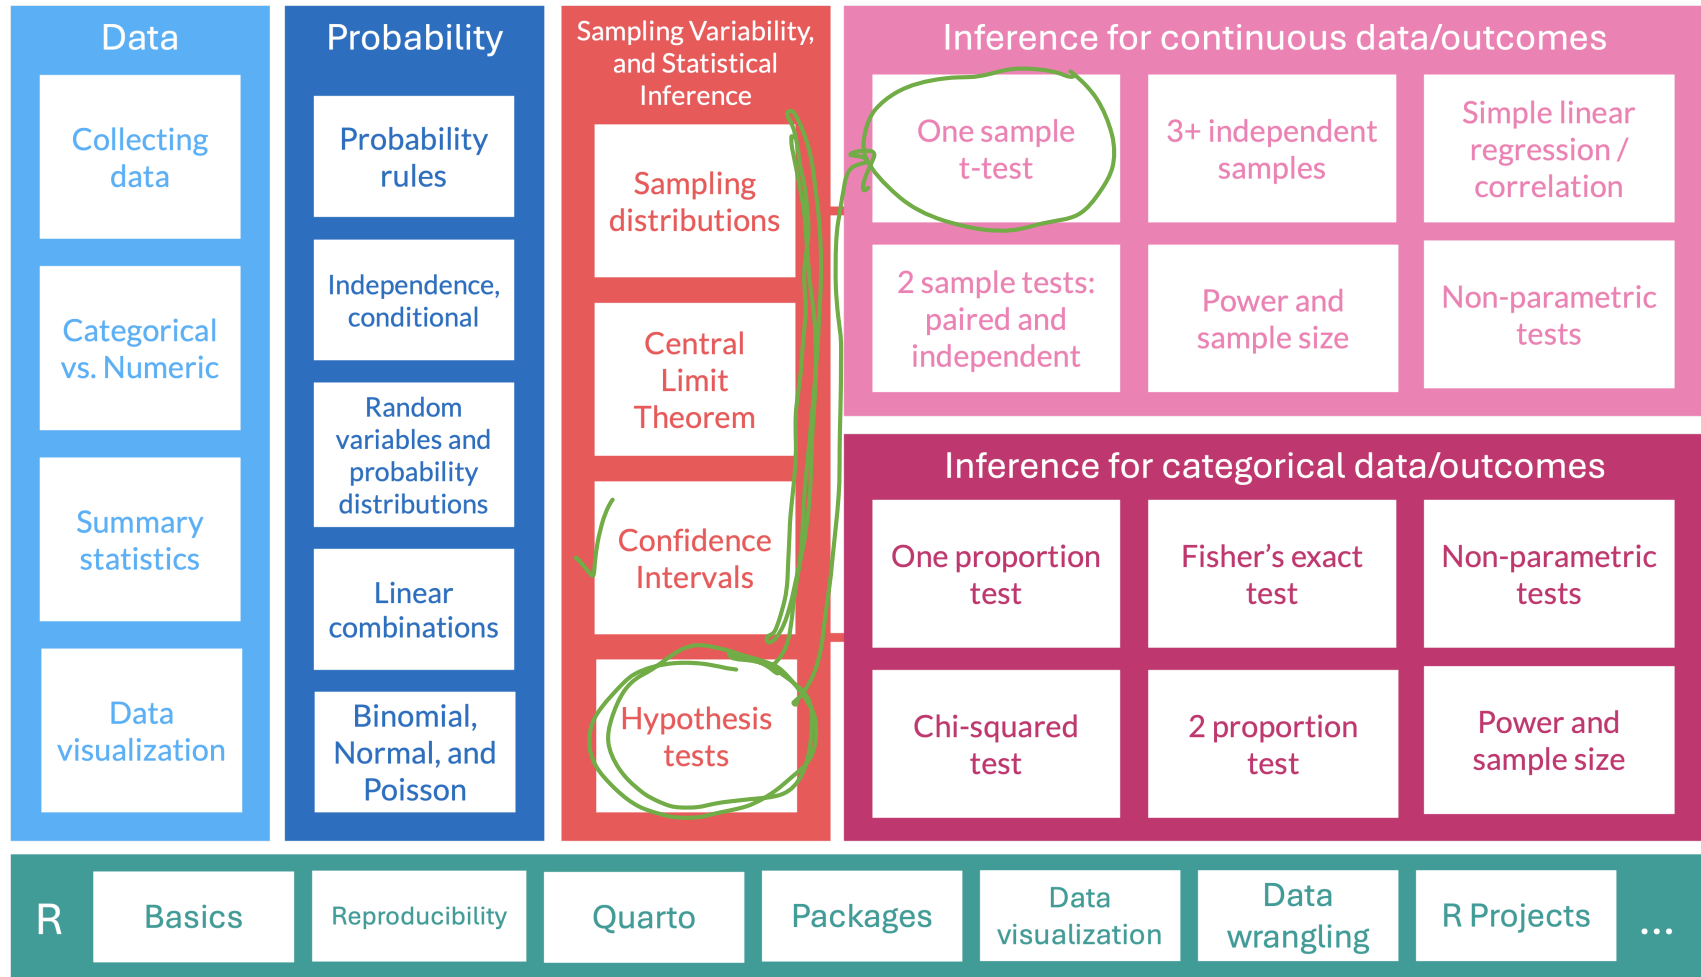 Data
Collecting
data
Categorical
vs. Numeric
Summary
statistics
Data
visualization
Probability
Probability
rules
Independence,
conditional
Random
variables and
probability
distributions
Linear
combinations
Binomial,
Normal, and
Poisson
Sampling Variability,
and Statistical
Inference
Sampling
distributions
Central
Limit
Theorem
Confidence
Intervals
Hypothesis
tests
Inference for continuous data/outcomes
One sample
t-test
3+ independent
samples
Simple linear
regression /
correlation
2 sample tests:
paired and
independent
Power and
sample size
Non-parametric
tests
Inference for categorical data/outcomes
One proportion
test
Fisher's exact
test
Non-parametric
tests
Chi-squared
test
2 proportion
test
Power and
sample size
R
Basics
Reproducibility
Quarto
Packages
Data
visualization
Data
wrangling
R Projects
...